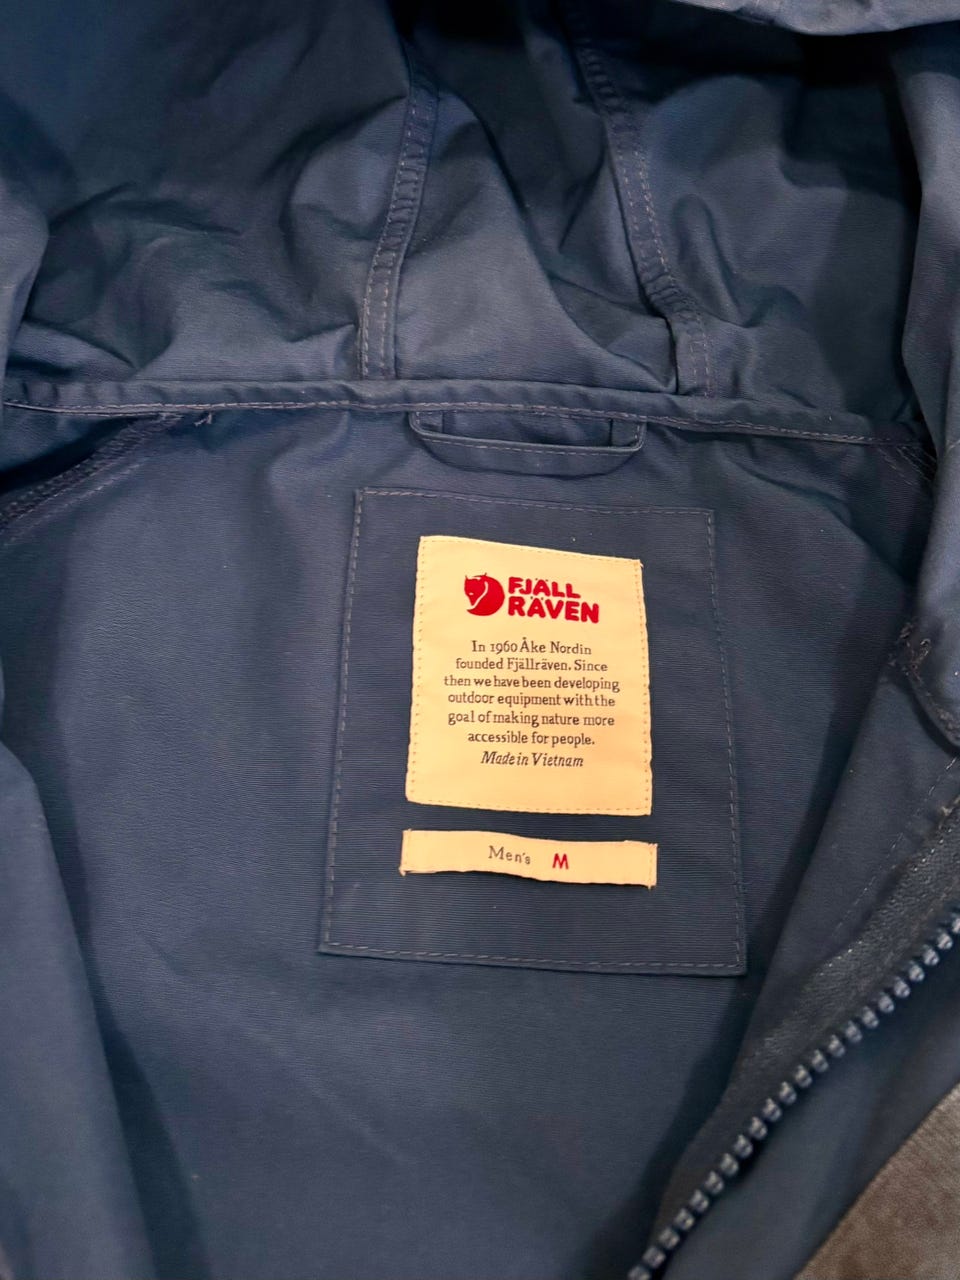 FJÄLL
RÄVEN
In 1960 Åke Nordin
founded Fjällräven. Since
then we have been developing
outdoor equipment with the
goal of making nature more
accessible for people.
Made in Vietnam
Men's M